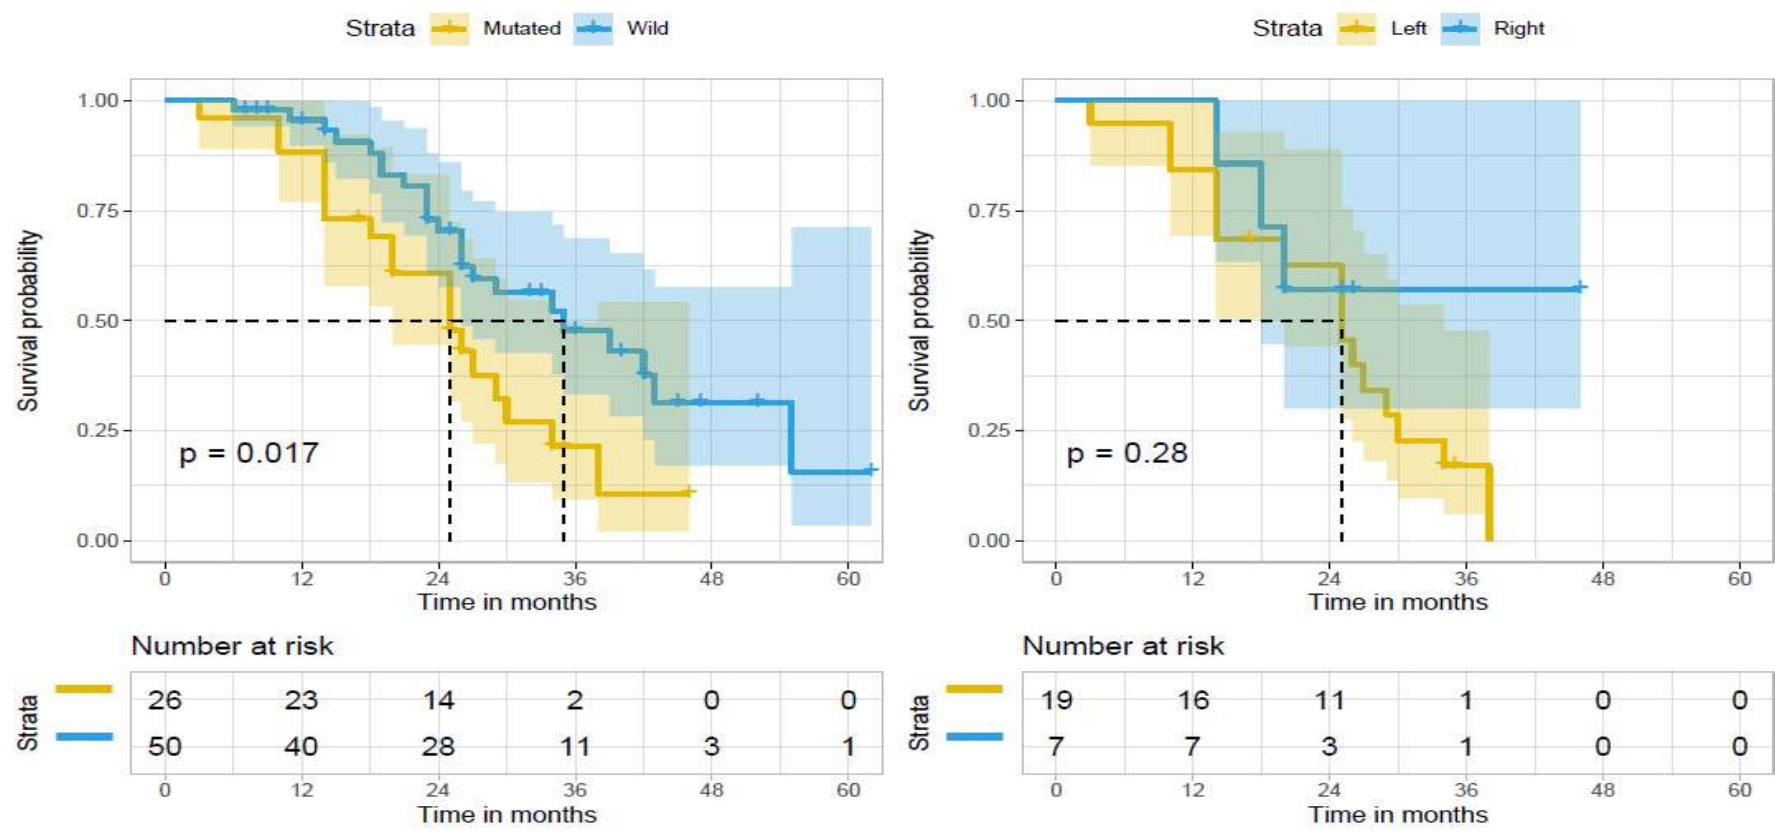 Strata Mutated Wild
Survival probability
1.00
0.75
0.50
0.25
0.00
p = 0.017
0 12 24 36 48 60
Time in months
Number at risk
Strata
26 23 14 2 0 0
50 40 28 11 3 1
0 12 24 36 48 60
Time in months
Strata Left Right
Survival probability
1.00
0.75
0.50
0.25
0.00
p = 0.28
0 12 24 36 48 60
Time in months
Number at risk
Strata
19 16 11 1 0 0
7 7 3 1 0 0
0 12 24 36 48 60
Time in months